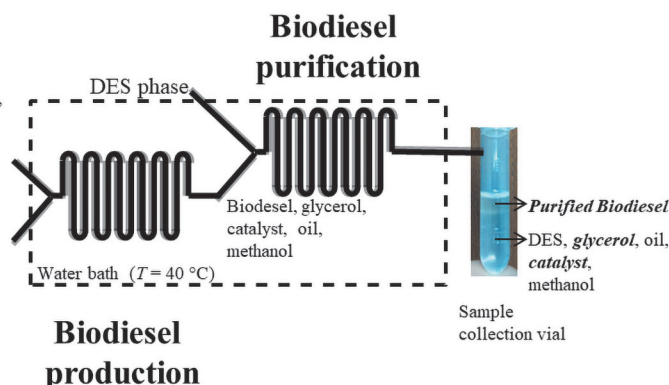 Biodiesel
purification
DES phase
,
Biodesel, glycerol,
catalyst, oil,
methanol
Water bath (T = 40 °C)
Purified Biodiesel
DES, glycerol, oil,
catalyst,
methanol
Sample
collection vial
Biodiesel
production